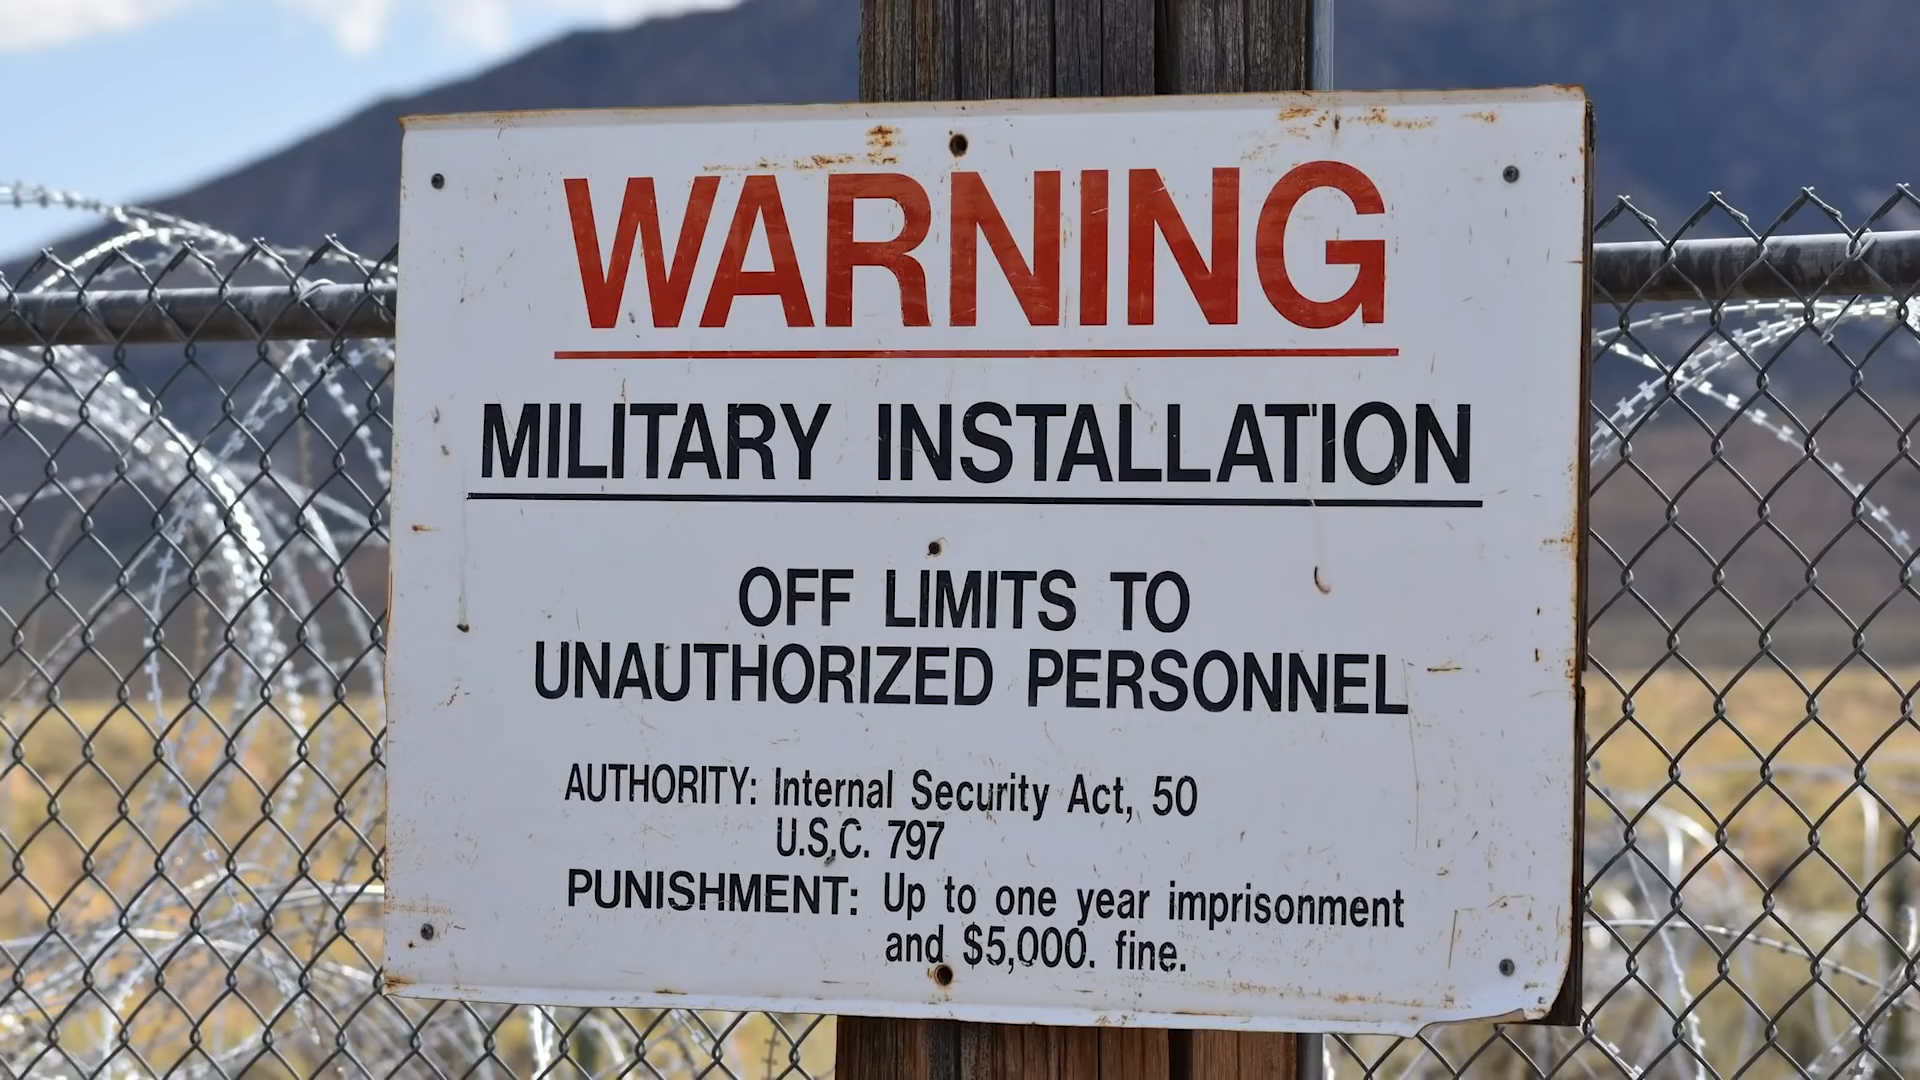 WARNING
MILITARY INSTALLATION
OFF LIMITS TO
UNAUTHORIZED PERSONNEL
AUTHORITY: Internal Security Act, 50
U.S.C. 797
PUNISHMENT: Up to one year imprisonment
and $5,000. fine.